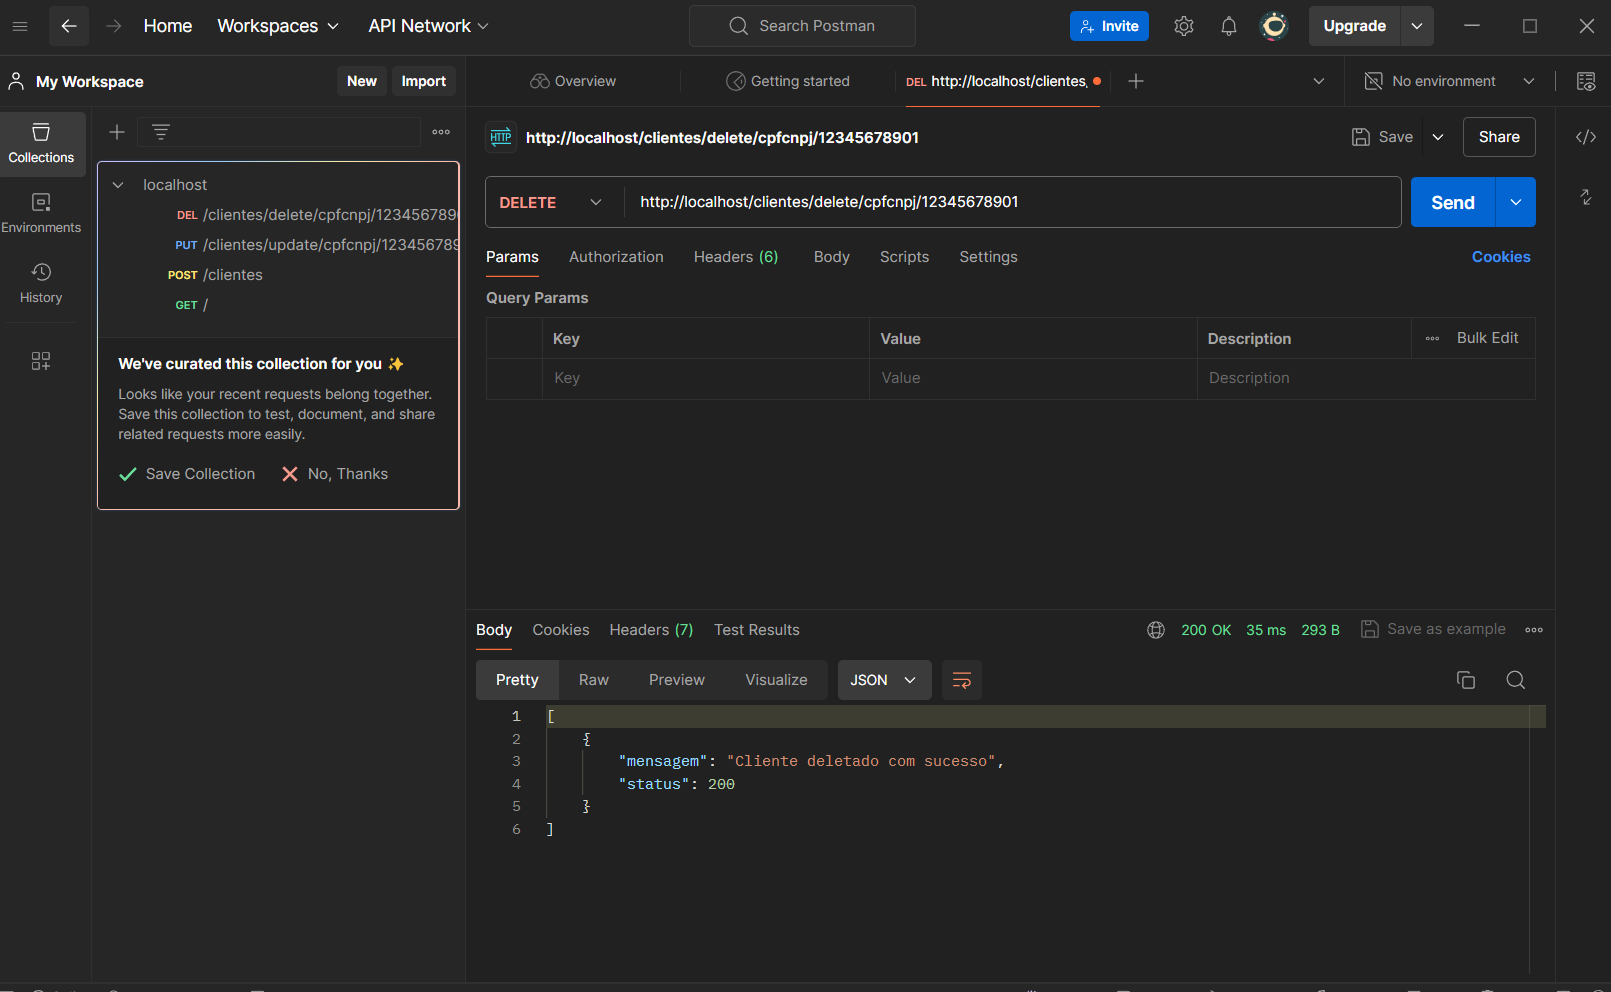 Home Workspaces API Network Search Postman Invite Upgrade
My Workspace New Import Overview Getting started DEL http://localhost/clientes, No environment
Collections
Environments
History
localhost
DEL /clientes/delete/cpfcnpj/1234567890
PUT /clientes/update/cpfcnpj/123456789
POST /clientes
GET /
We've curated this collection for you ✨
Looks like your recent requests belong together.
Save this collection to test, document, and share
related requests more easily.
Save Collection No, Thanks
HTTP http://localhost/clientes/delete/cpfcnpj/12345678901 Save Share
DELETE http://localhost/clientes/delete/cpfcnpj/12345678901 Send
Params Authorization Headers (6) Body Scripts Settings Cookies
Query Params
Key Value Description Bulk Edit
Key Value Description
Body Cookies Headers (7) Test Results 200 OK 35 ms 293 B Save as example
Pretty Raw Preview Visualize JSON
1 [
2 {
3 "mensagem": "Cliente deletado com sucesso",
4 "status": 200
5 }
6 ]